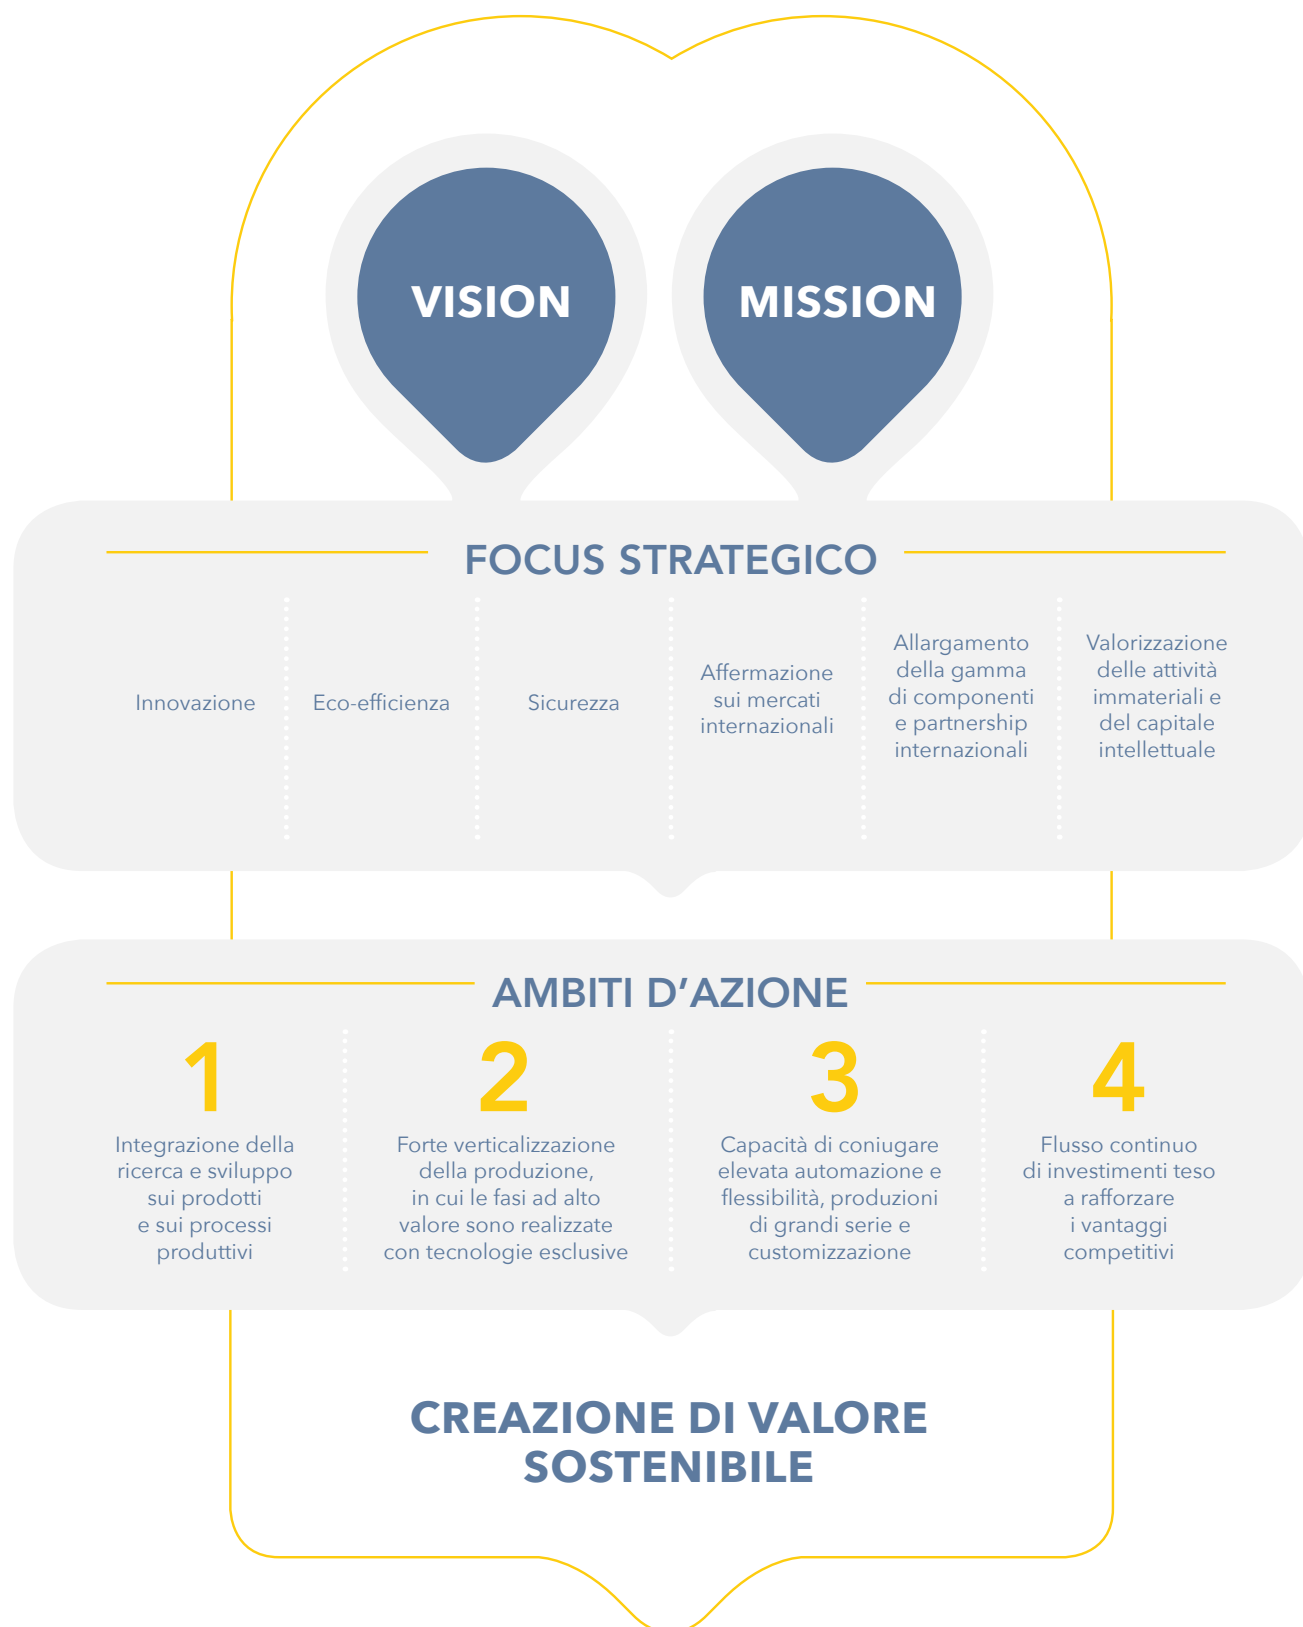 VISION
MISSION
FOCUS STRATEGICO
Innovazione
Eco-efficienza
Sicurezza
Affermazione
sui mercati
internazionali
Allargamento
della gamma
di componenti
e partnership
internazionali
Valorizzazione
delle attività
immateriali e
del capitale
intellettuale
AMBITI D’AZIONE
1
Integrazione della
ricerca e sviluppo
sui prodotti
e sui processi
produttivi
2
Forte verticalizzazione
della produzione,
in cui le fasi ad alto
valore sono realizzate
con tecnologie esclusive
3
Capacità di coniugare
elevata automazione e
flessibilità, produzioni
di grandi serie e
customizzazione
4
Flusso continuo
di investimenti teso
a rafforzare
i vantaggi
competitivi
CREAZIONE DI VALORE
SOSTENIBILE